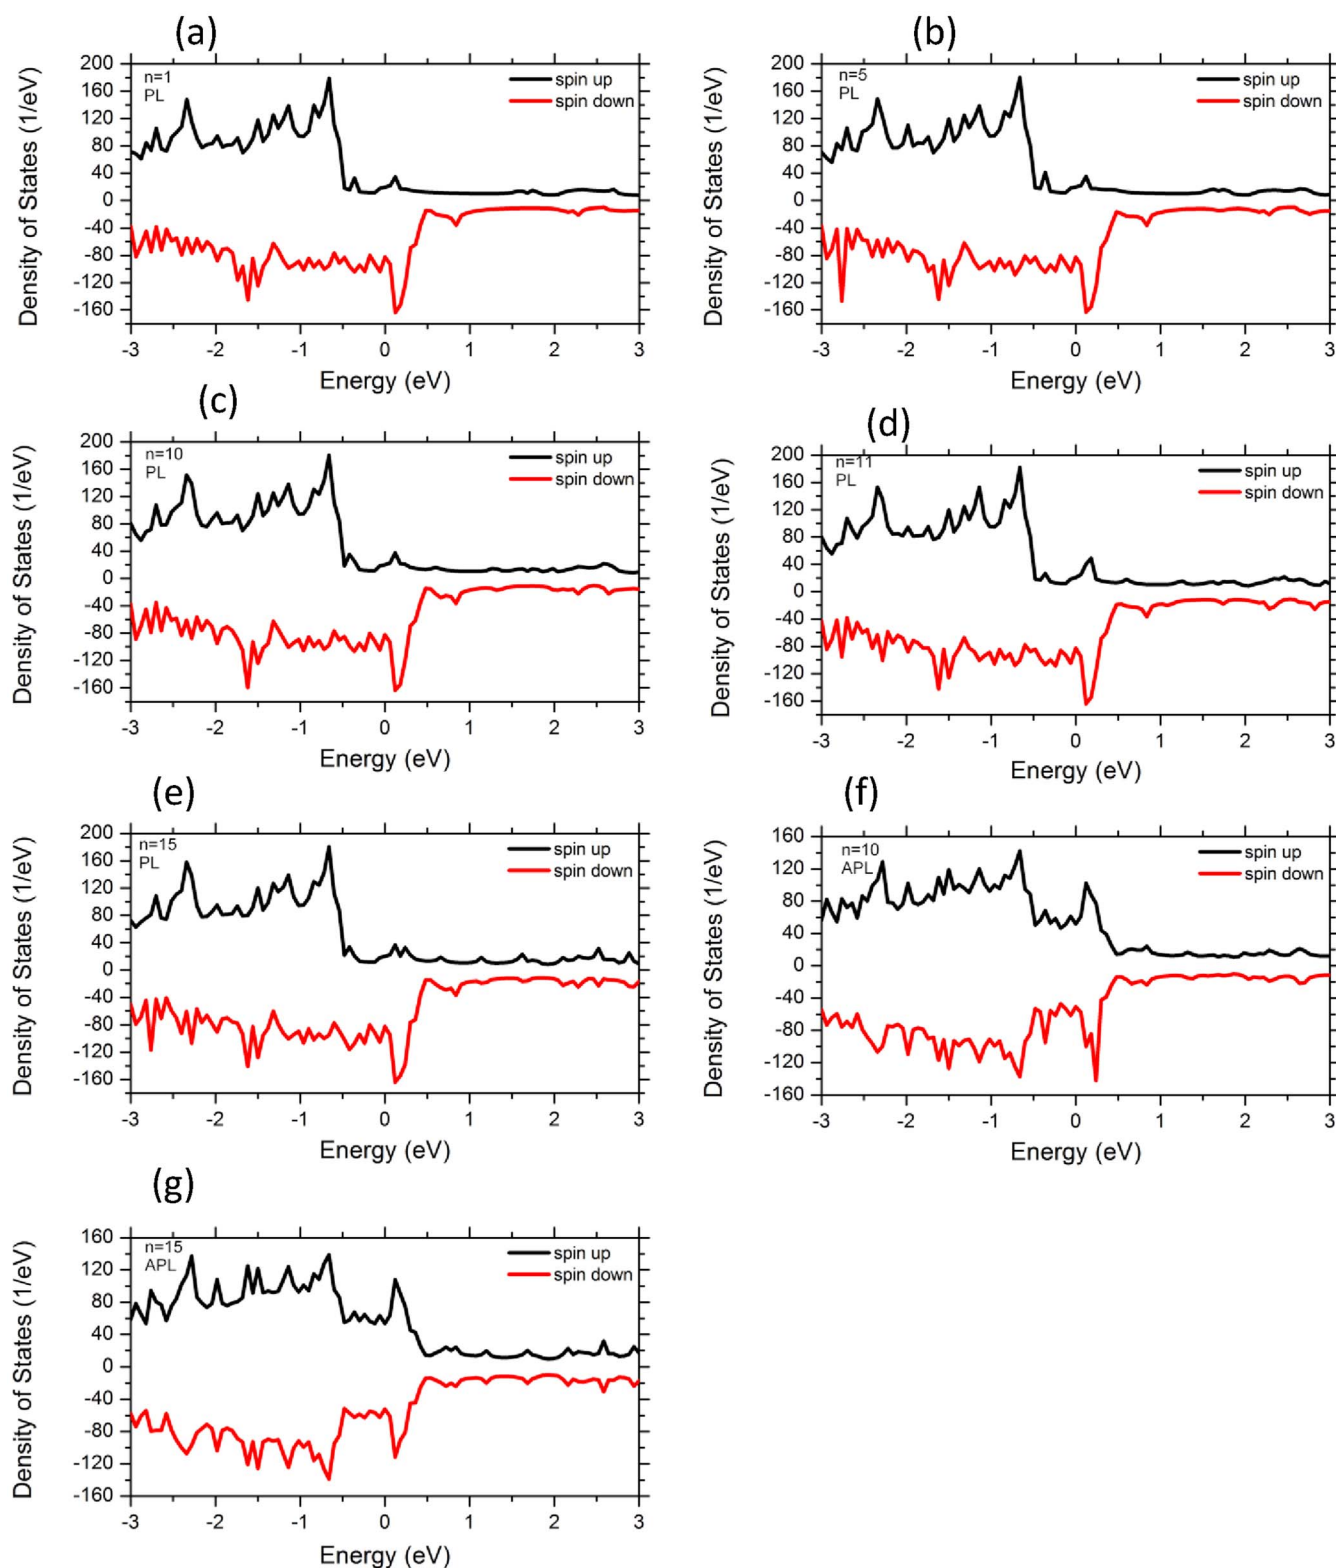 (a)
n=1
PL
spin up
spin down
200
160
120
80
40
0
-40
-80
-120
-160
Density of States (1/eV)
-3 -2 -1 0 1 2 3
Energy (eV)
(b)
n=5
PL
spin up
spin down
200
160
120
80
40
0
-40
-80
-120
-160
Density of States (1/eV)
-3 -2 -1 0 1 2 3
Energy (eV)
(c)
n=10
PL
spin up
spin down
200
160
120
80
40
0
-40
-80
-120
-160
Density of States (1/eV)
-3 -2 -1 0 1 2 3
Energy (eV)
(d)
n=11
PL
spin up
spin down
200
160
120
80
40
0
-40
-80
-120
-160
Density of States (1/eV)
-3 -2 -1 0 1 2 3
Energy (eV)
(e)
n=15
PL
spin up
spin down
200
160
120
80
40
0
-40
-80
-120
-160
Density of States (1/eV)
-3 -2 -1 0 1 2 3
Energy (eV)
(f)
n=10
APL
spin up
spin down
160
120
80
40
0
-40
-80
-120
-160
Density of States (1/eV)
-3 -2 -1 0 1 2 3
Energy (eV)
(g)
n=15
APL
spin up
spin down
160
120
80
40
0
-40
-80
-120
-160
Density of States (1/eV)
-3 -2 -1 0 1 2 3
Energy (eV)